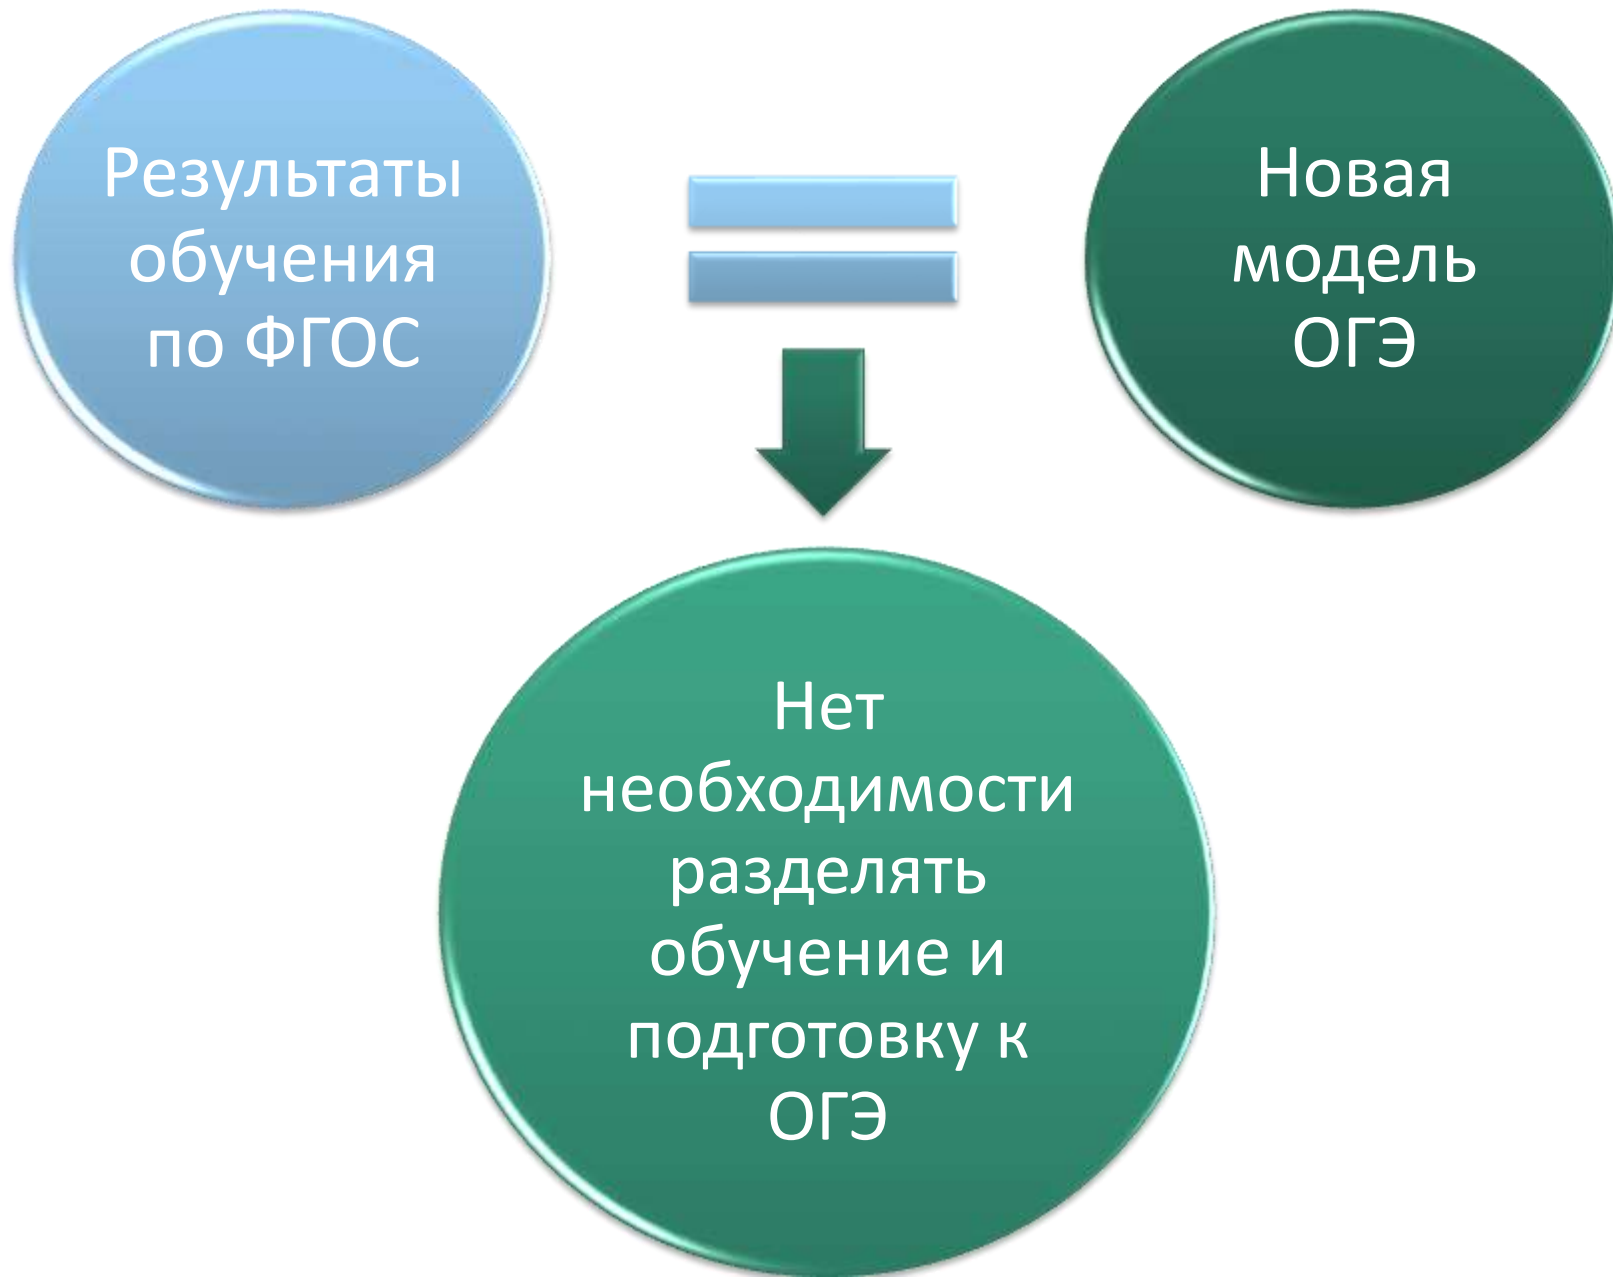 Результаты
обучения
по ФГОС
Новая
модель
ОГЭ
Нет
необходимости
разделять
обучение и
подготовку к
ОГЭ